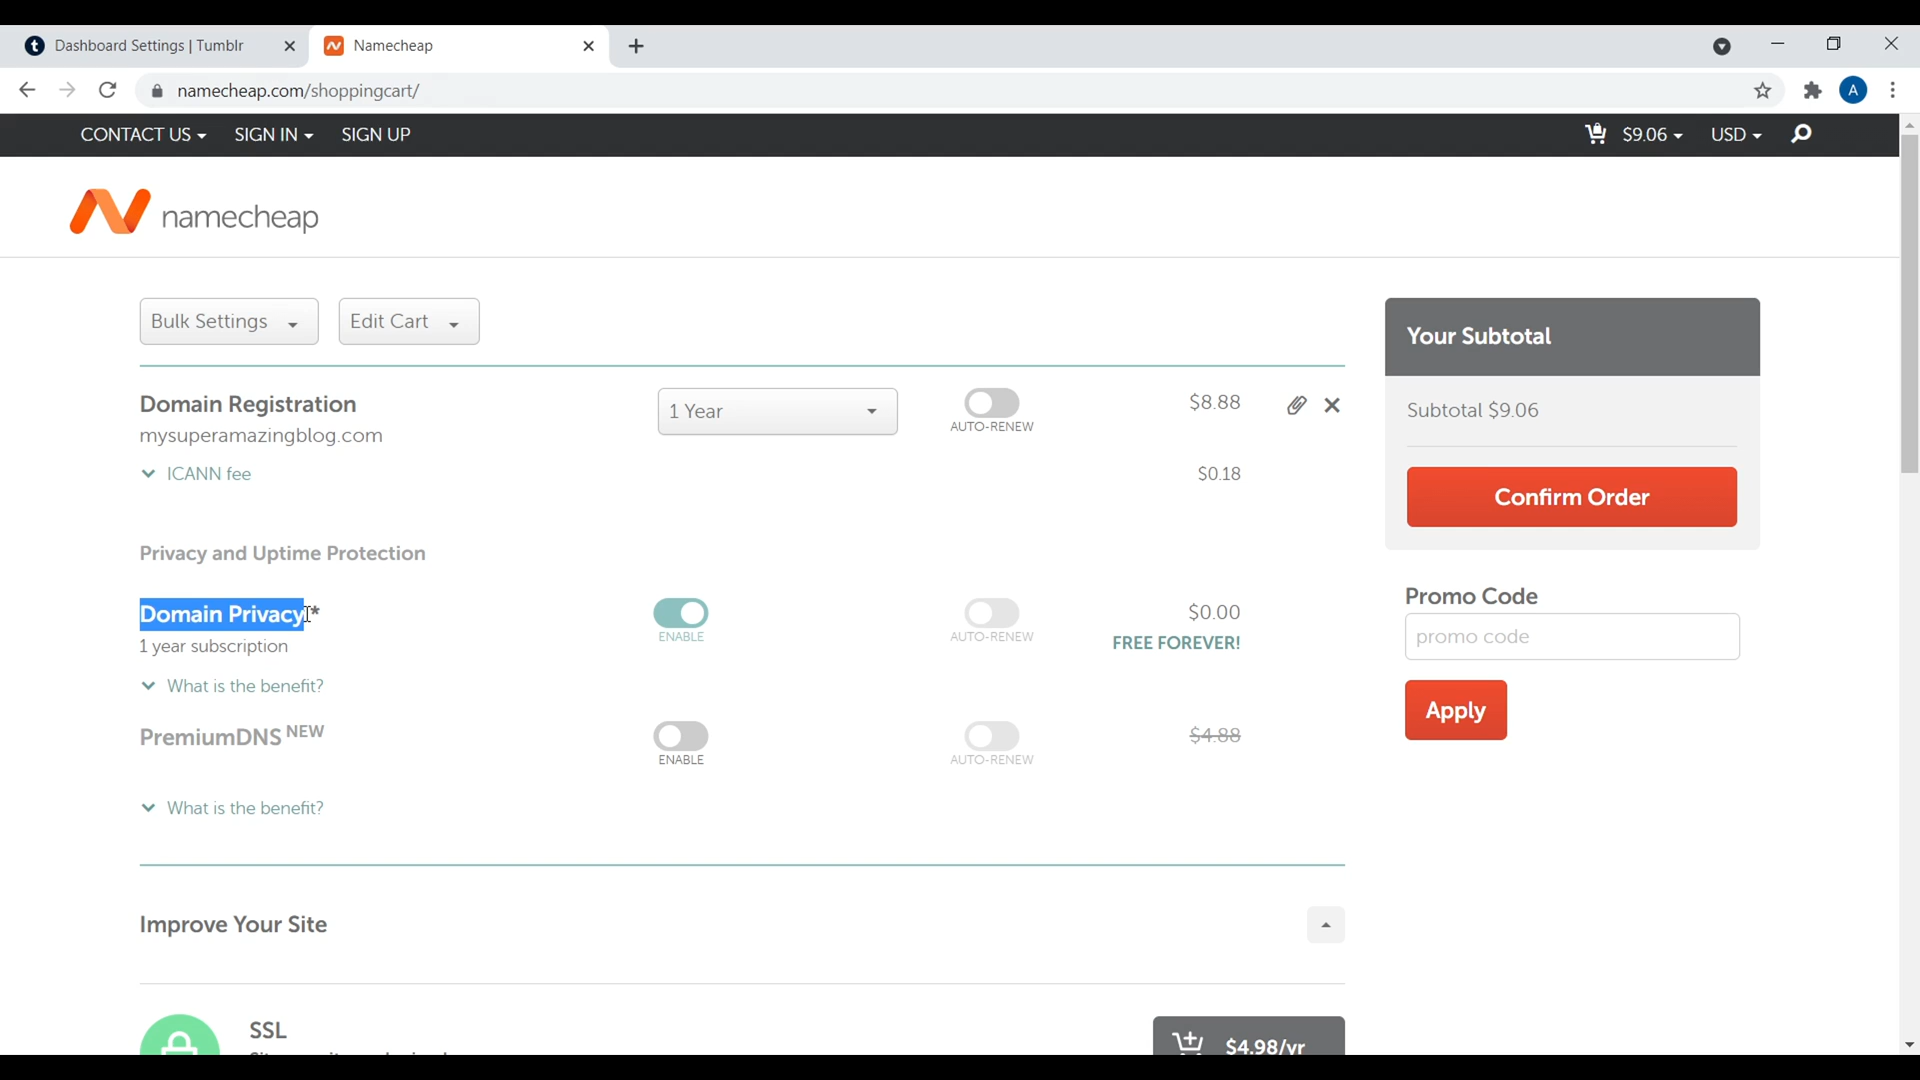 Dashboard Settings | Tumblr
Namecheap
namecheap.com/shoppingcart/
A
CONTACT US SIGN IN SIGN UP $9.06 USD
namecheap
Bulk Settings Edit Cart
Your Subtotal
Domain Registration 1 Year $8.88
mysuperamazingblog.com AUTO-RENEW
Subtotal $9.06
ICANN fee $0.18
Confirm Order
Privacy and Uptime Protection
Domain Privacy* $0.00
1 year subscription ENABLE AUTO-RENEW FREE FOREVER!
What is the benefit?
Promo Code
promo code
Apply
PremiumDNS NEW $4.88
ENABLE AUTO-RENEW
What is the benefit?
Improve Your Site
SSL
$4.98/yr